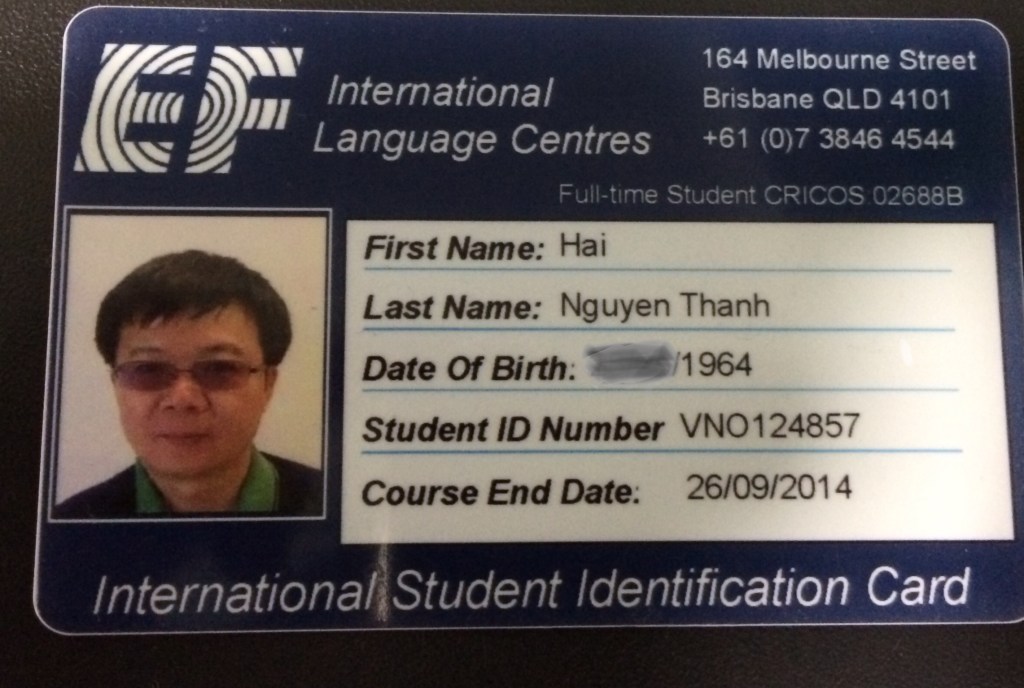 EF
International
Language Centres
164 Melbourne Street
Brisbane QLD 4101
+61 (0)7 3846 4544
Full-time Student CRICOS 02688B
First Name: Hai
Last Name: Nguyen Thanh
Date Of Birth: /1964
Student ID Number VNO124857
Course End Date: 26/09/2014
International Student Identification Card